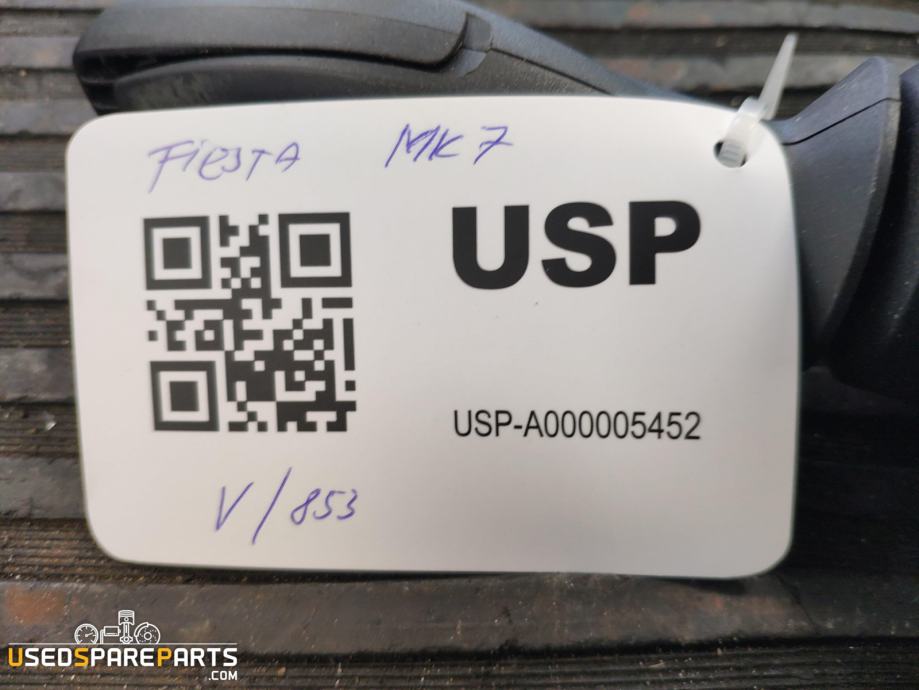 FiESTA MK7
USP
USP-A000005452
V/853
USEDSPAREPARTS
.COM